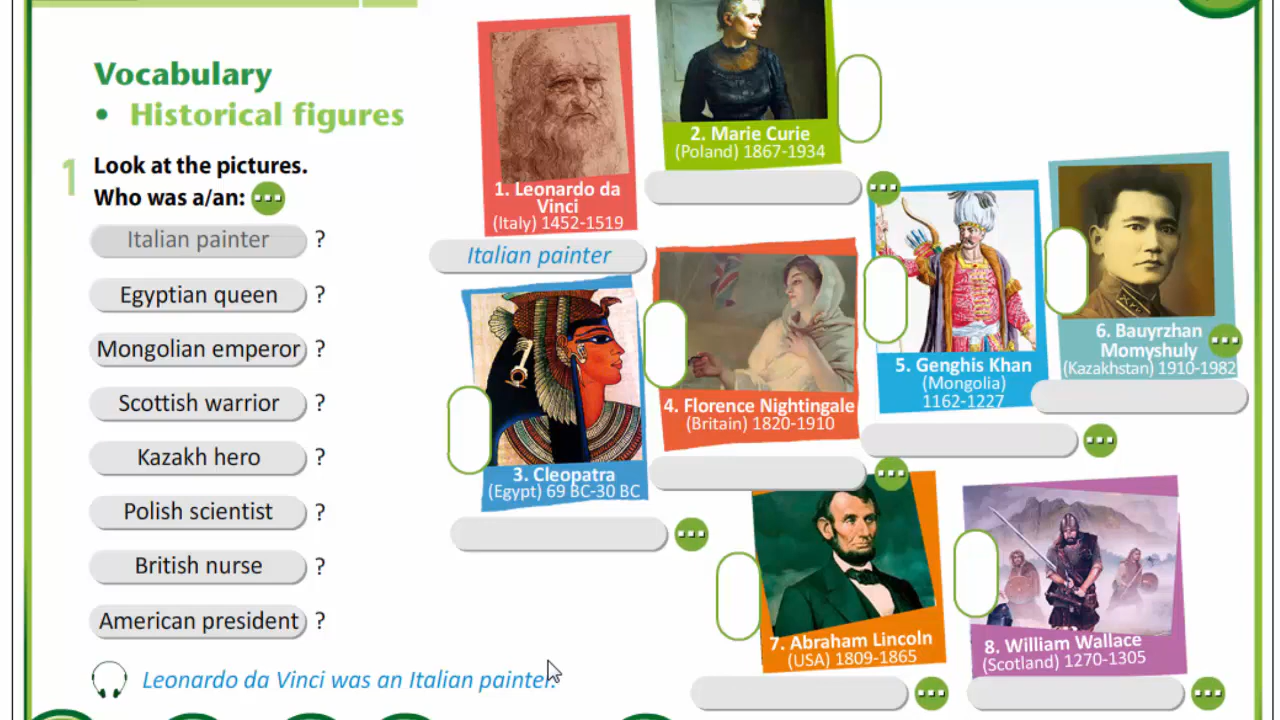 Vocabulary
• Historical figures
1
Look at the pictures.
Who was a/an:
Italian painter ?
Egyptian queen ?
Mongolian emperor ?
Scottish warrior ?
Kazakh hero ?
Polish scientist ?
British nurse ?
American president ?
Leonardo da Vinci was an Italian painter.
1. Leonardo da
Vinci
(Italy) 1452-1519
Italian painter
2. Marie Curie
(Poland) 1867-1934
3. Cleopatra
(Egypt) 69 BC-30 BC
4. Florence Nightingale
(Britain) 1820-1910
5. Genghis Khan
(Mongolia)
1162-1227
6. Bauyrzhan
Momyshuly
(Kazakhstan) 1910-1982
7. Abraham Lincoln
(USA) 1809-1865
8. William Wallace
(Scotland) 1270-1305